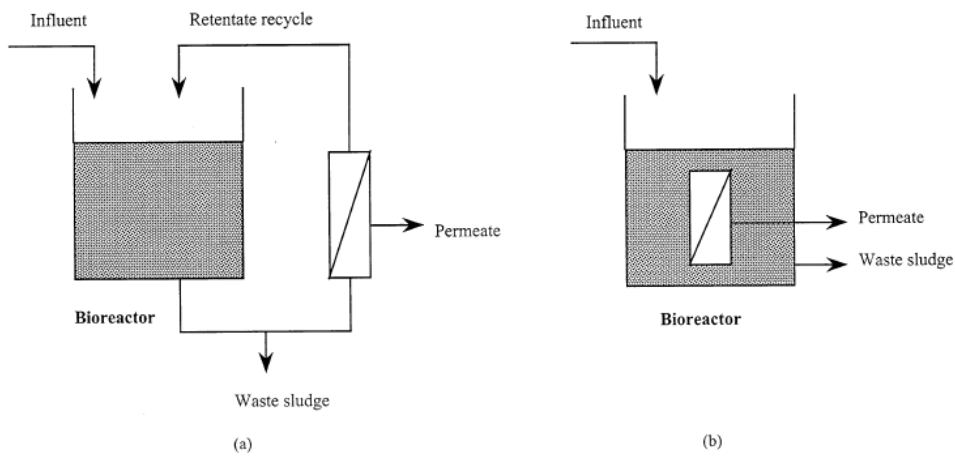 Influent
Retentate recycle
Permeate
Bioreactor
Waste sludge
(a)
Influent
Permeate
Waste sludge
Bioreactor
(b)